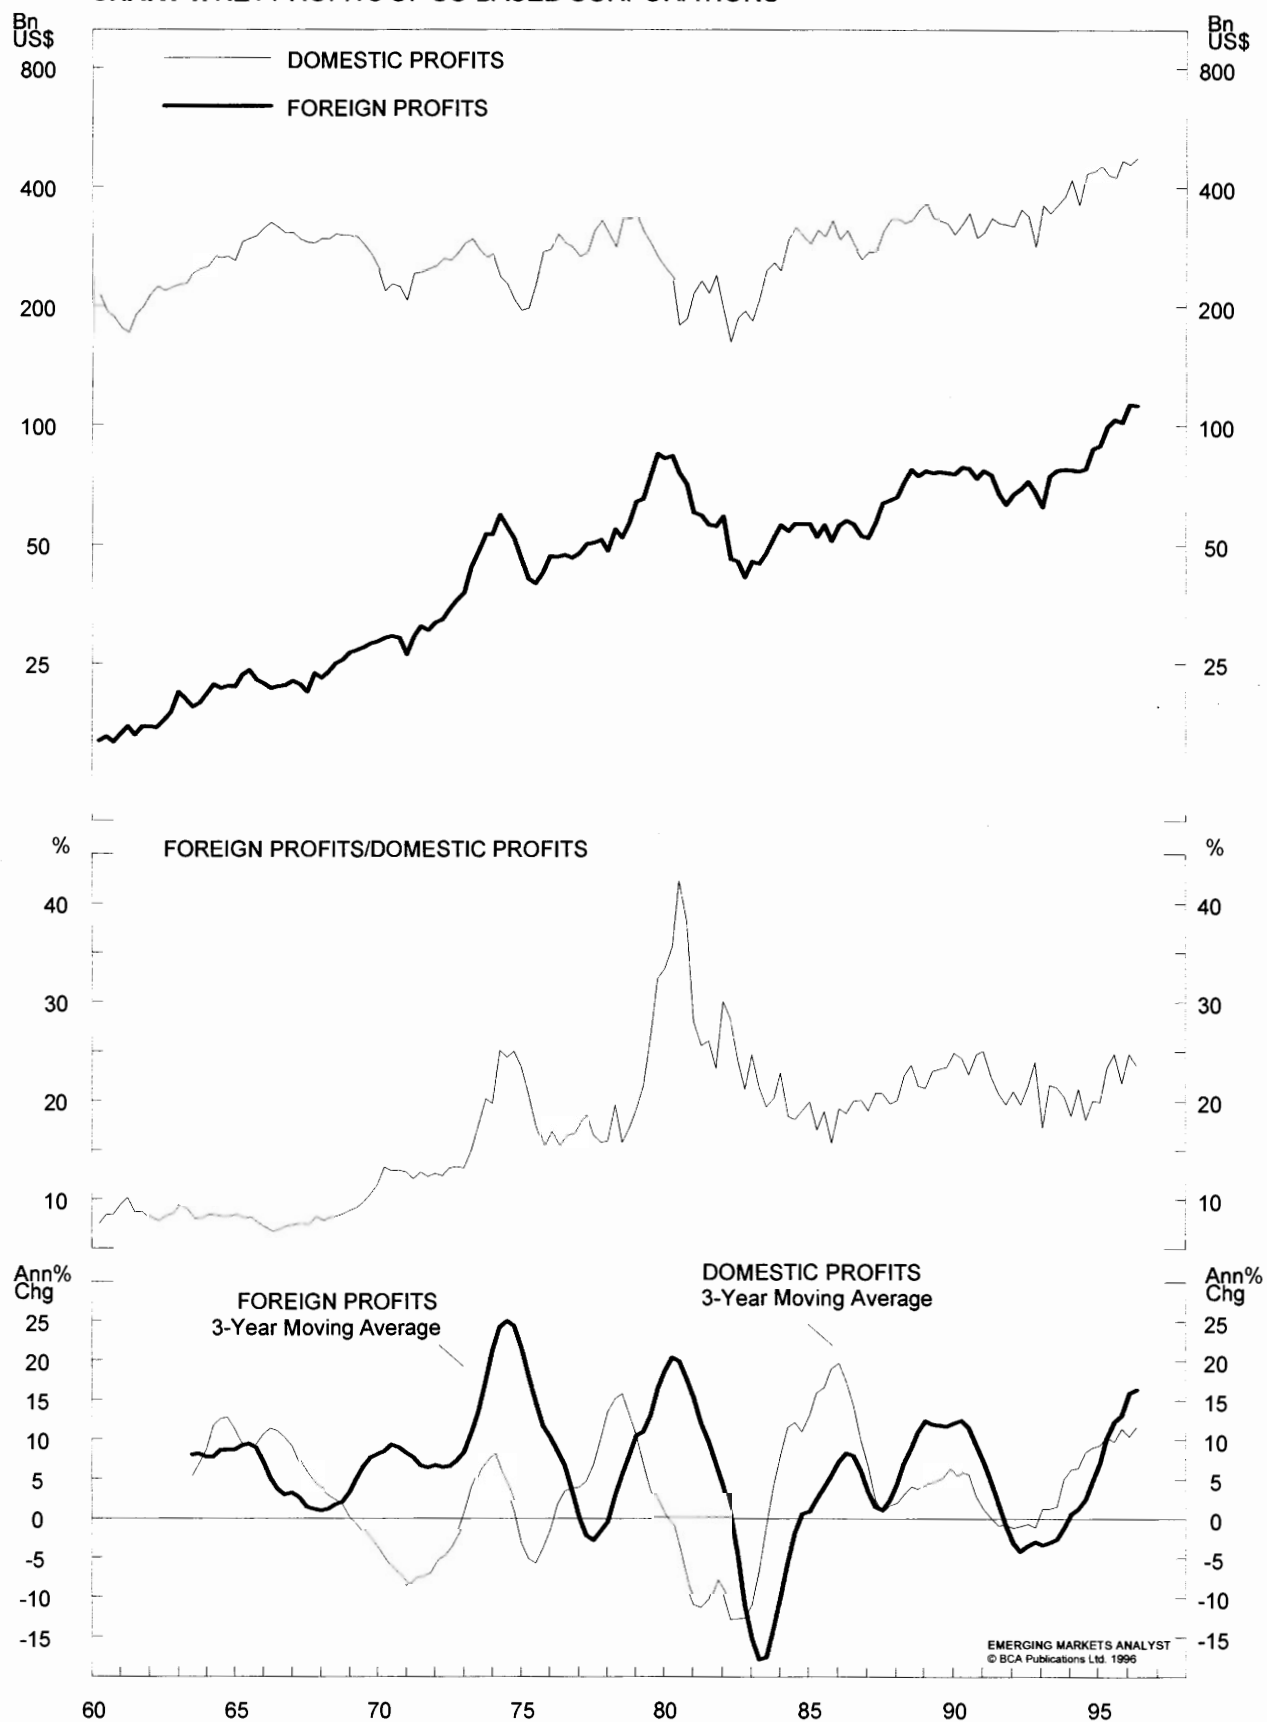 Bn
US$
Bn
US$
DOMESTIC PROFITS
FOREIGN PROFITS
800
800
400
400
200
200
100
100
50
50
25
25
%
FOREIGN PROFITS/DOMESTIC PROFITS
%
40
40
30
30
20
20
10
10
Ann%
Chg
Ann%
Chg
FOREIGN PROFITS
3-Year Moving Average
DOMESTIC PROFITS
3-Year Moving Average
25
25
20
20
15
15
10
10
5
5
0
0
-5
-5
-10
-10
-15
-15
EMERGING MARKETS ANALYST
© BCA Publications Ltd. 1996
60 65 70 75 80 85 90 95